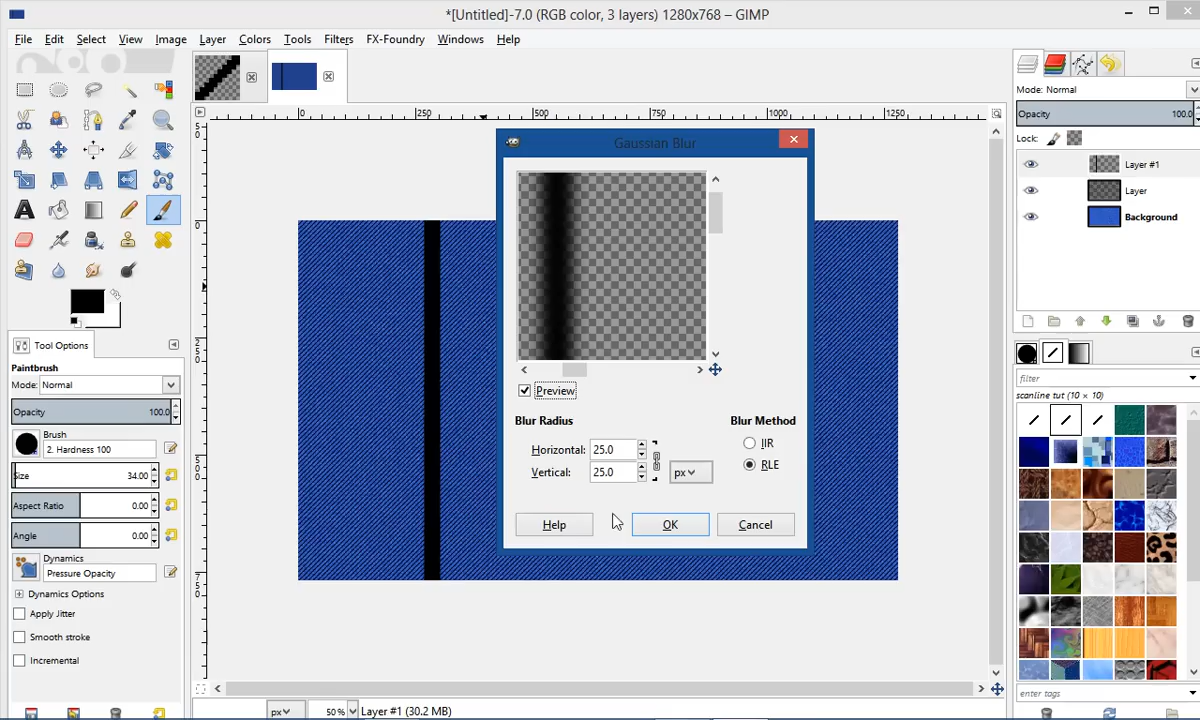 *[Untitled]-7.0 (RGB color, 3 layers) 1280x768 – GIMP
File Edit Select View Image Layer Colors Tools Filters FX-Foundry Windows Help
0 250 500 750 1000 1250
Mode: Normal
Opacity 100.0
Lock:
Layer #1
Layer
Background
Gaussian Blur
Preview
Blur Radius
Horizontal: 25.0
Vertical: 25.0
px
Blur Method
IIR
RLE
Help OK Cancel
Tool Options
Paintbrush
Mode: Normal
Opacity 100.0
Brush
2. Hardness 100
Size 34.00
Aspect Ratio 0.00
Angle 0.00
Dynamics
Pressure Opacity
Dynamics Options
Apply Jitter
Smooth stroke
Incremental
filter
scanline tut (10 × 10)
enter tags
px 50% Layer #1 (30.2 MB)